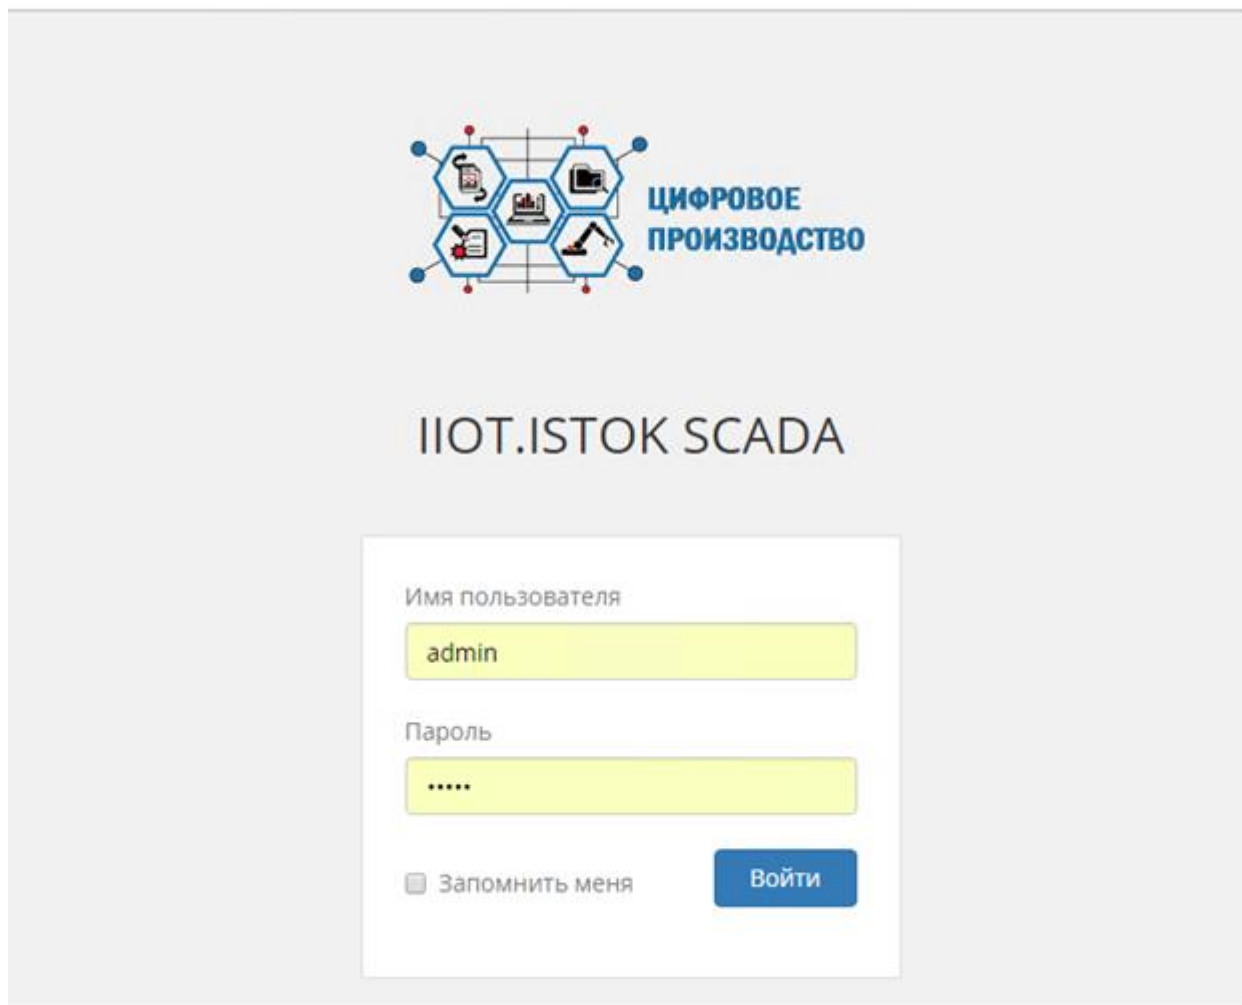 ЦИФРОВОЕ
ПРОИЗВОДСТВО
IIOT.ISTOK SCADA
Имя пользователя
admin
Пароль
•••••
Запомнить меня
Войти